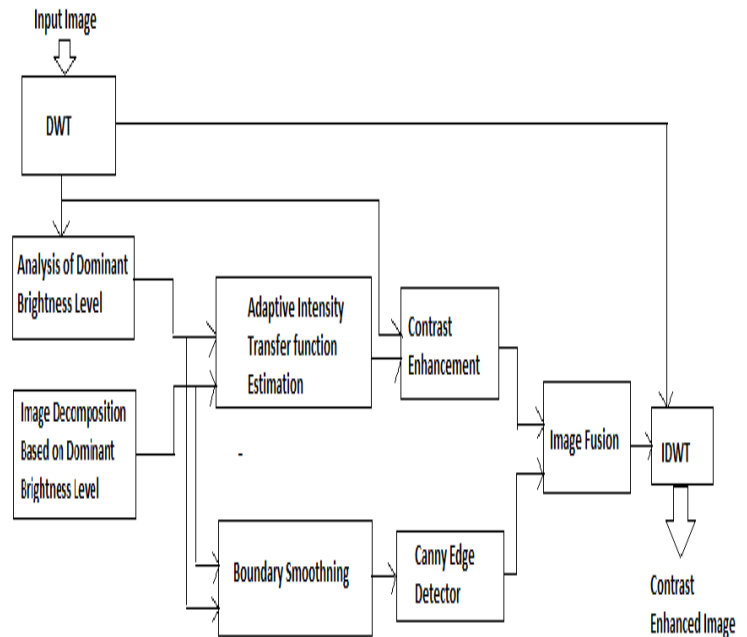 Input Image
DWT
Analysis of Dominant
Brightness Level
Adaptive Intensity
Transfer function
Estimation
Contrast
Enhancement
Image Decomposition
Based on Dominant
Brightness Level
Image Fusion
IDWT
Boundary Smoothning
Canny Edge
Detector
Contrast
Enhanced Image